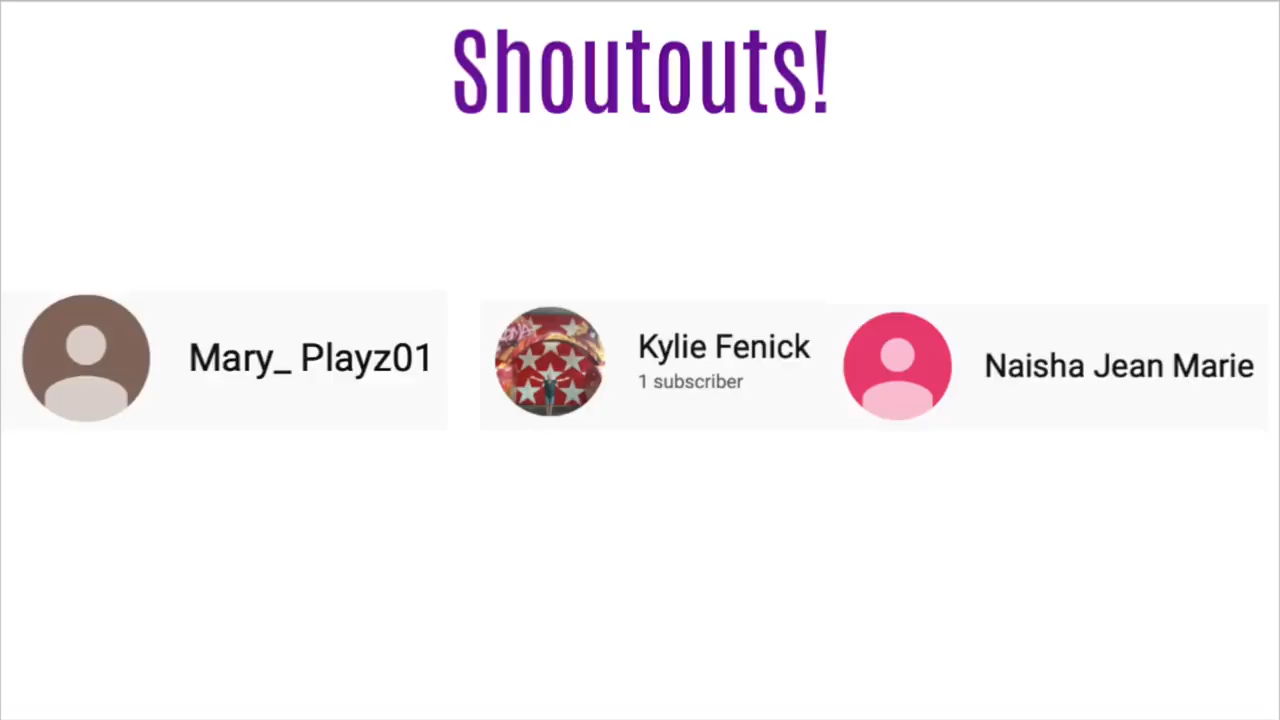 Shoutouts!
Mary_ Playz01
Kylie Fenick
1 subscriber
Naisha Jean Marie